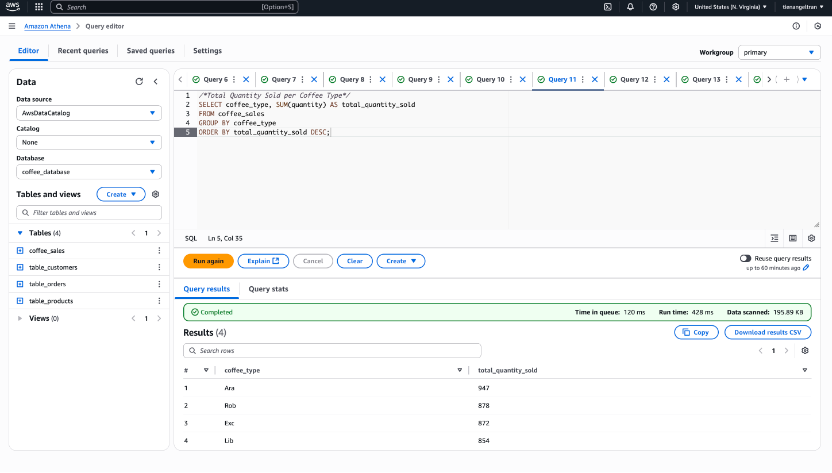 aws
Search
[Option+S]
United States (N. Virginia)
tienangeltran
Amazon Athena > Query editor
Editor
Recent queries
Saved queries
Settings
Workgroup
primary
Data
Data source
AwsDataCatalog
Catalog
None
Database
coffee_database
Tables and views
Create
Filter tables and views
Tables (4)
1
coffee_sales
table_customers
table_orders
table_products
Views (0)
1
Query 6
Query 7
Query 8
Query 9
Query 10
Query 11
Query 12
Query 13
1 /*Total Quantity Sold per Coffee Type*/
2 SELECT coffee_type, SUM(quantity) AS total_quantity_sold
3 FROM coffee_sales
4 GROUP BY coffee_type
5 ORDER BY total_quantity_sold DESC;
SQL Ln 5, Col 35
Run again
Explain
Cancel
Clear
Create
Reuse query results
up to 60 minutes ago
Query results
Query stats
Completed
Time in queue: 120 ms
Run time: 428 ms
Data scanned: 195.89 KB
Results (4)
Copy
Download results CSV
Search rows
1
# coffee_type total_quantity_sold
1 Ara 947
2 Rob 878
3 Exc 872
4 Lib 854